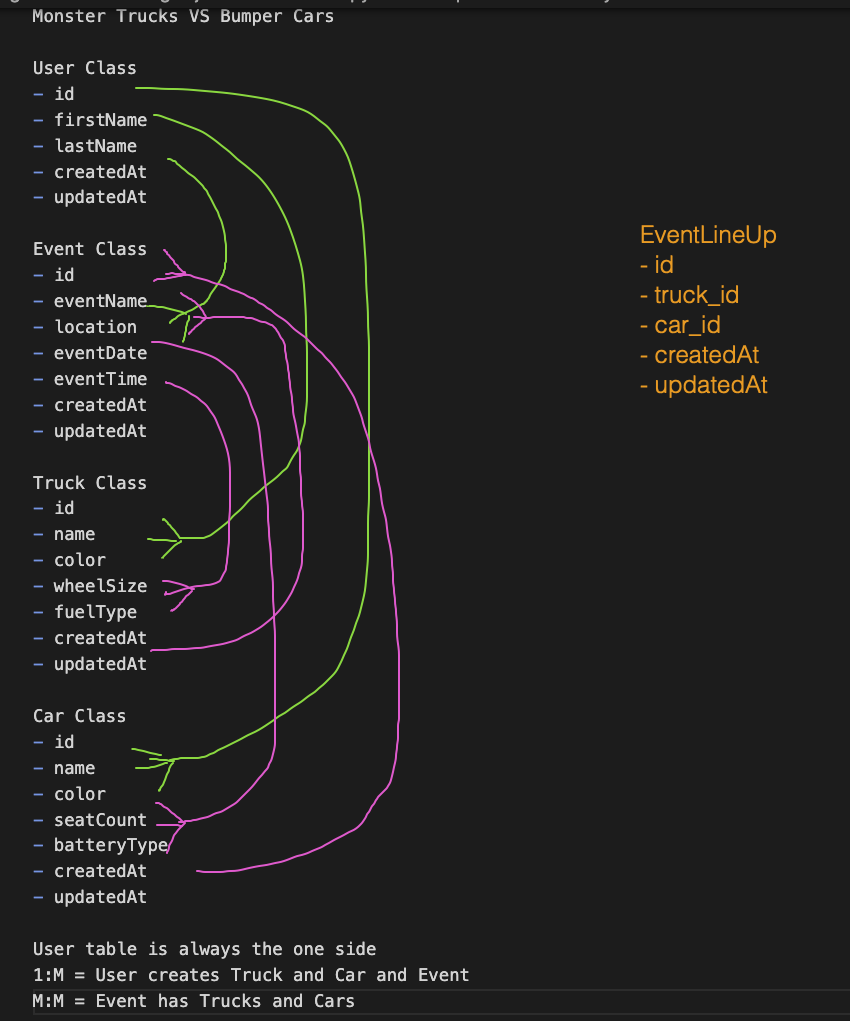 Monster Trucks VS Bumper Cars
User Class
- id
- firstName
- lastName
- createdAt
- updatedAt
Event Class
- id
- eventName
- location
- eventDate
- eventTime
- createdAt
- updatedAt
Truck Class
- id
- name
- color
- wheelSize
- fuelType
- createdAt
- updatedAt
Car Class
- id
- name
- color
- seatCount
- batteryType
- createdAt
- updatedAt
User table is always the one side
1:M = User creates Truck and Car and Event
M:M = Event has Trucks and Cars
EventLineUp
- id
- truck_id
- car_id
- createdAt
- updatedAt